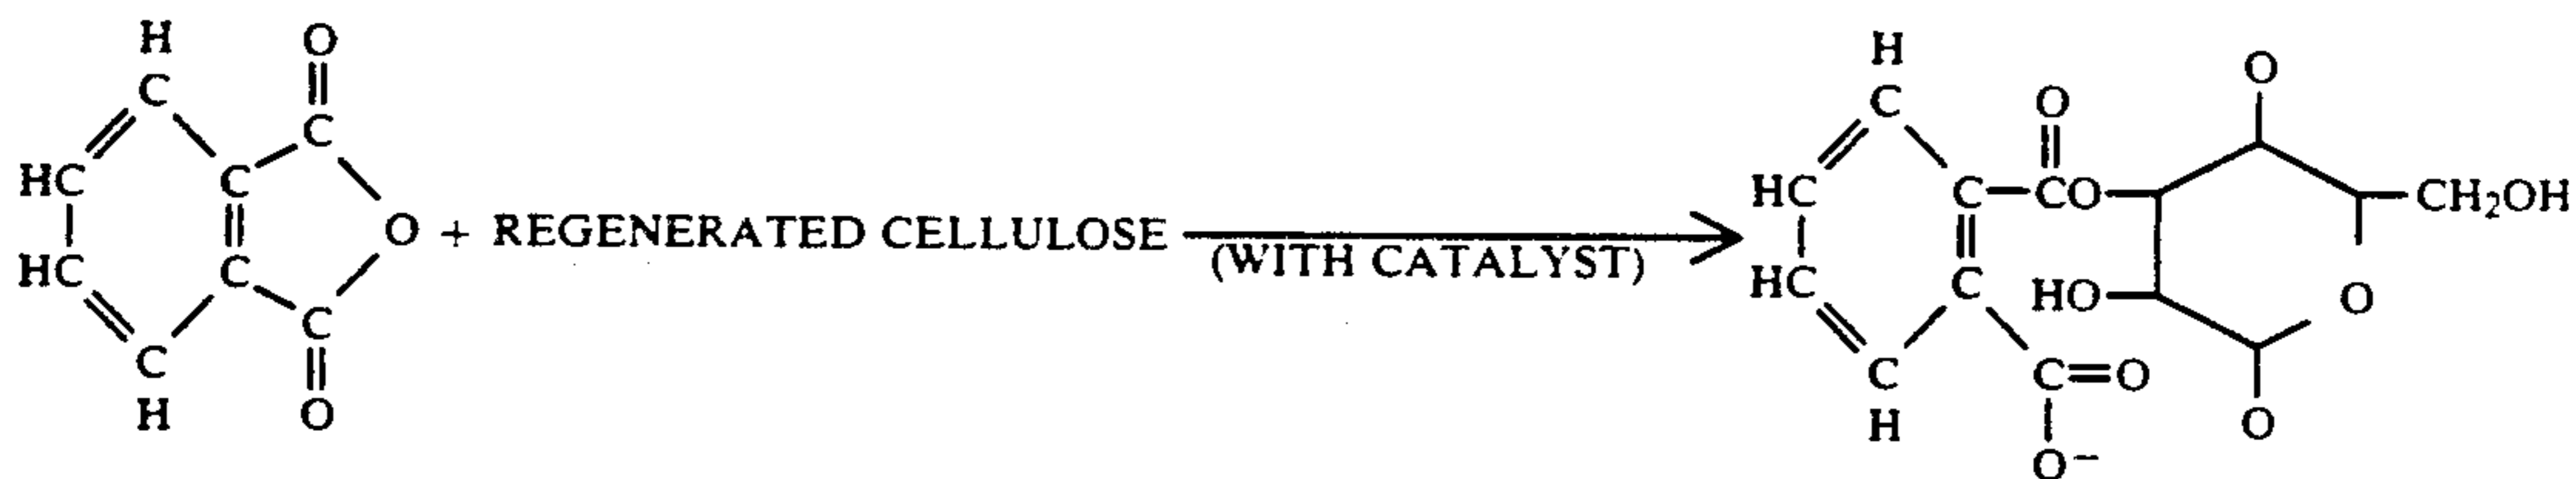 H O
C
C
HC C
O + REGENERATED CELLULOSE
(WITH CATALYST)
HC C
C
C
H O
H O
C O
HC C CO CH₂OH
HC C HO O
C C=O O
H O⁻